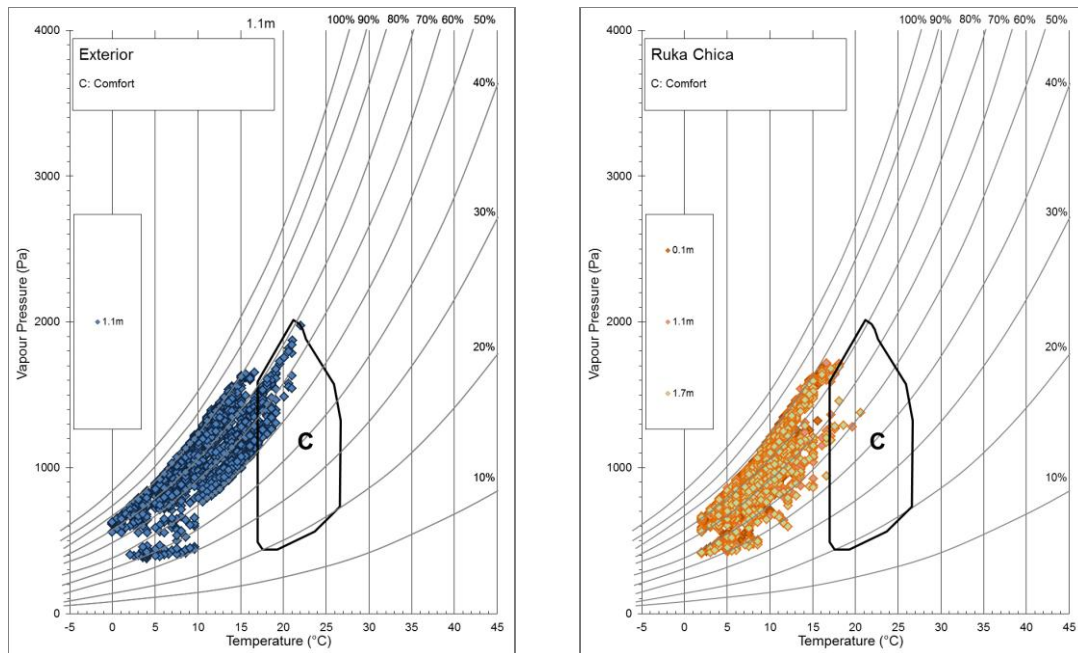 1.1m
100% 90% 80% 70% 60% 50%
4000
Exterior
C: Comfort
40%
3000
30%
1.1m
2000
20%
C
1000
10%
0
Vapour Pressure (Pa)
-5 0 5 10 15 20 25 30 35 40 45
Temperature (°C)
100% 90% 80% 70% 60% 50%
4000
Ruka Chica
C: Comfort
40%
3000
30%
0.1m
1.1m
2000
20%
1.7m
C
1000
10%
0
Vapour Pressure (Pa)
-5 0 5 10 15 20 25 30 35 40 45
Temperature (°C)